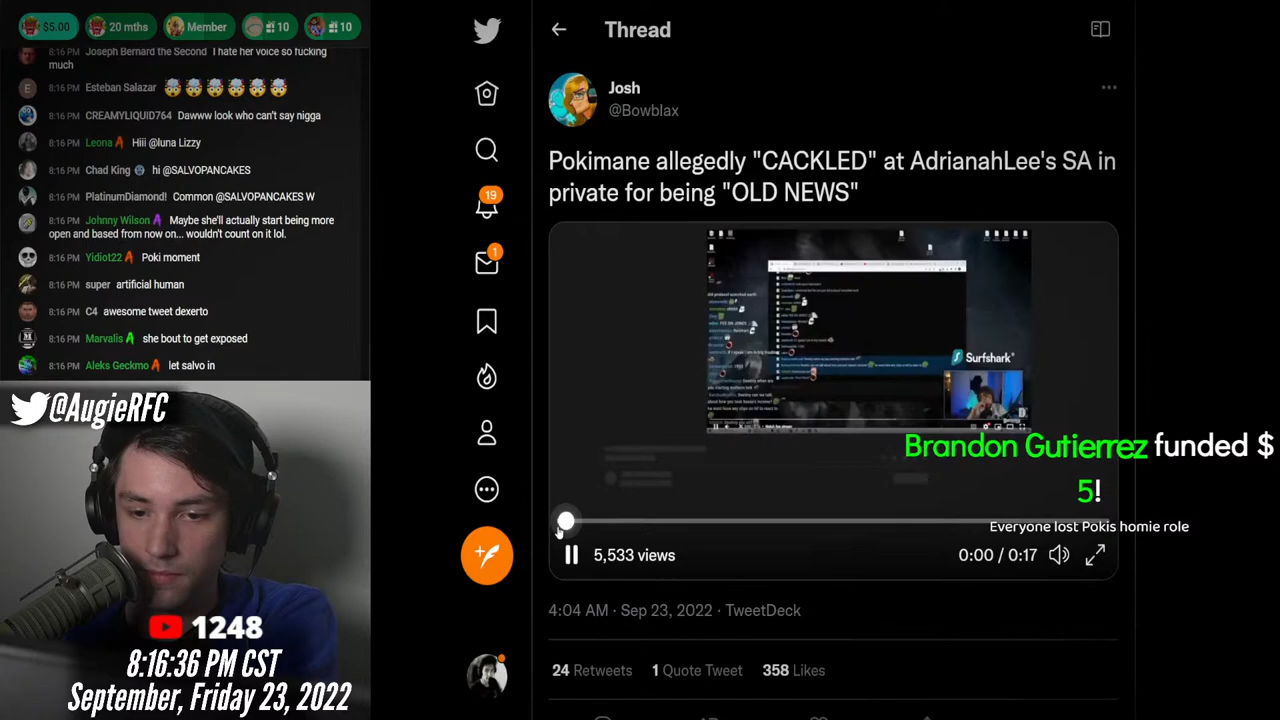 $5.00
20 mths
Member
10
10
8:16 PM Joseph Bernard the Second I hate her voice so fucking
much
8:16 PM Esteban Salazar
8:16 PM CREAMYLIQUID764 Dawww look who can't say nigga
8:16 PM Leona Hiii @luna Lizzy
8:16 PM Chad King hi @SALVOPANCAKES
8:16 PM PlatinumDiamond! Common @SALVOPANCAKES W
8:16 PM Johnny Wilson Maybe she'll actually start being more
open and based from now on... wouldn't count on it lol.
8:16 PM Yidiot22 Poki moment
8:16 PM super artificial human
8:16 PM C4 awesome tweet dexerto
8:16 PM Marvalis she bout to get exposed
8:16 PM Aleks Geckmo let salvo in
@AugieRFC
1248
8:16:36 PM CST
September, Friday 23, 2022
19
1
Thread
Josh
@Bowblax
Pokimane allegedly "CACKLED" at AdrianahLee's SA in
private for being "OLD NEWS"
Surfshark
Brandon Gutierrez funded $
5!
Everyone lost Pokis homie role
5,533 views
0:00 / 0:17
4:04 AM · Sep 23, 2022 · TweetDeck
24 Retweets 1 Quote Tweet 358 Likes